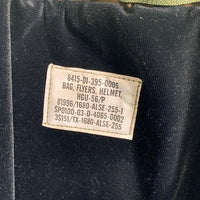 8415-01-395-0005
BAG, FLYERS, HELMET,
HGU-56/P
81996/1680-ALSE-255-1
SP0100-03-D-4085-0002
3S151/TX-1680-ALSE-255